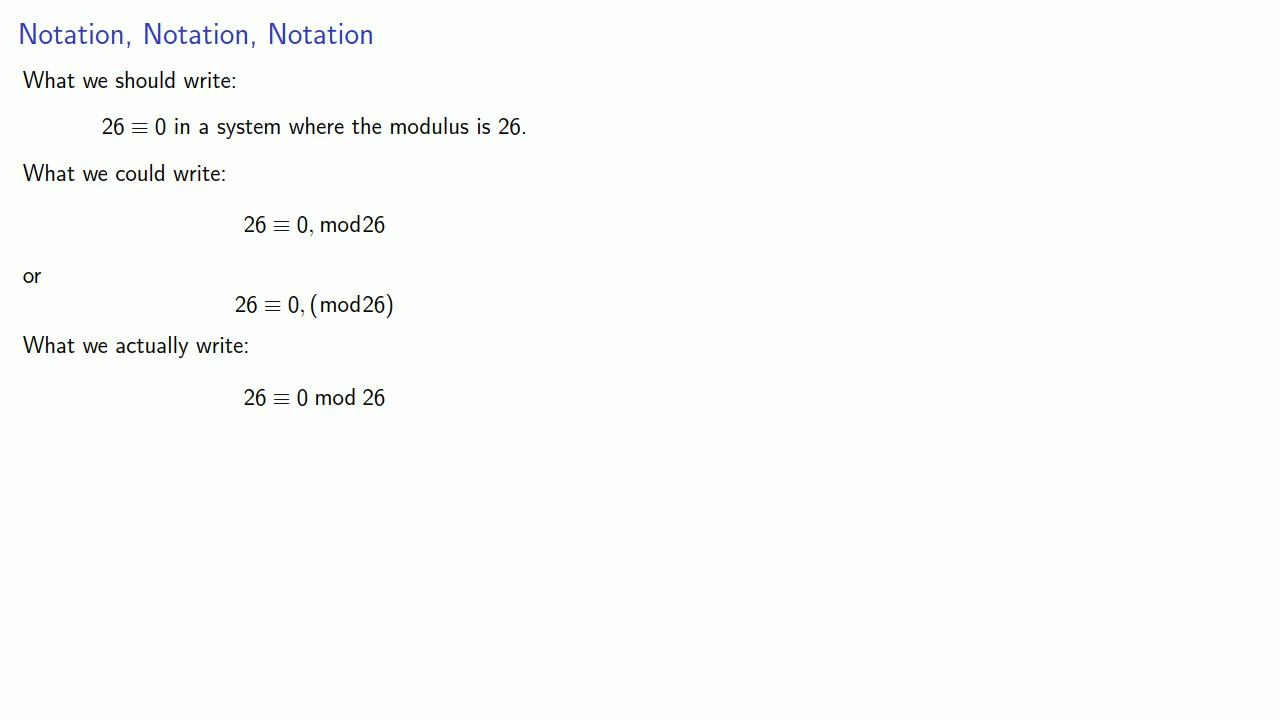 Notation, Notation, Notation
What we should write:
26 ≡ 0 in a system where the modulus is 26.
What we could write:
26 ≡ 0, mod26
or
26 ≡ 0, (mod26)
What we actually write:
26 ≡ 0 mod 26